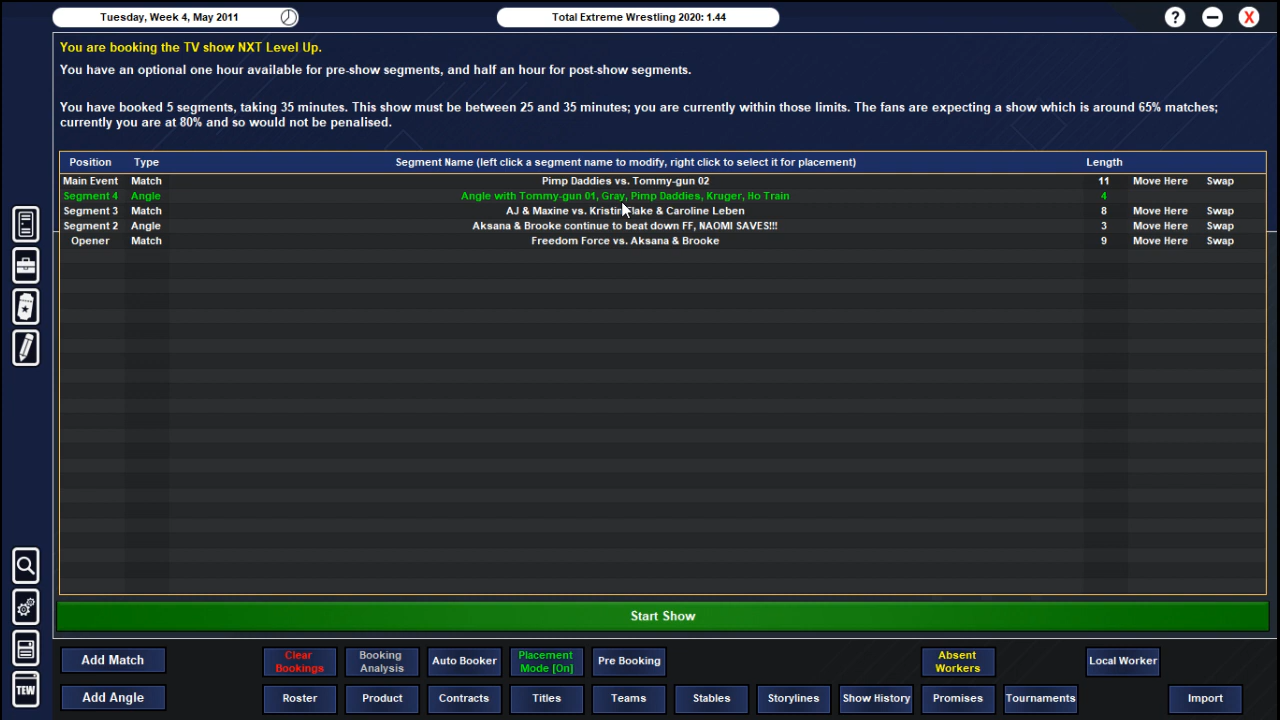 Tuesday, Week 4, May 2011
Total Extreme Wrestling 2020: 1.44
?
X
You are booking the TV show NXT Level Up.
You have an optional one hour available for pre-show segments, and half an hour for post-show segments.
You have booked 5 segments, taking 35 minutes. This show must be between 25 and 35 minutes; you are currently within those limits. The fans are expecting a show which is around 65% matches;
currently you are at 80% and so would not be penalised.
Position Type Segment Name (left click a segment name to modify, right click to select it for placement) Length
Main Event Match Pimp Daddies vs. Tommy-gun 02 11 Move Here Swap
Segment 4 Angle Angle with Tommy-gun 01, Gray, Pimp Daddies, Kruger, Ho Train 4
Segment 3 Match AJ & Maxine vs. Kristin Flake & Caroline Leben 8 Move Here Swap
Segment 2 Angle Aksana & Brooke continue to beat down FF, NAOMI SAVES!!! 3 Move Here Swap
Opener Match Freedom Force vs. Aksana & Brooke 9 Move Here Swap
Start Show
Add Match Clear Bookings Booking Analysis Auto Booker Placement Mode [On] Pre Booking Absent Workers Local Worker
TEW
Add Angle Roster Product Contracts Titles Teams Stables Storylines Show History Promises Tournaments Import